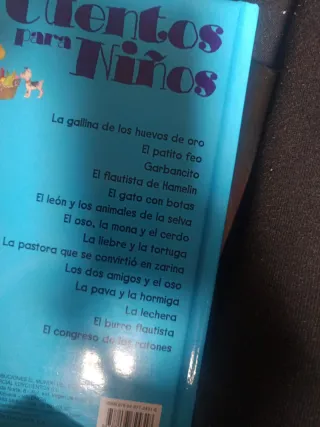 Cuentos
para Niños
La gallina de los huevos de oro
El patito feo
Garbancito
El flautista de Hamelin
El gato con botas
El león y los animales de la selva
El oso, la mona y el cerdo
La liebre y la tortuga
La pastora que se convirtió en zarina
Los dos amigos y el oso
La pava y la hormiga
La lechera
El burro flautista
El congreso de los ratones